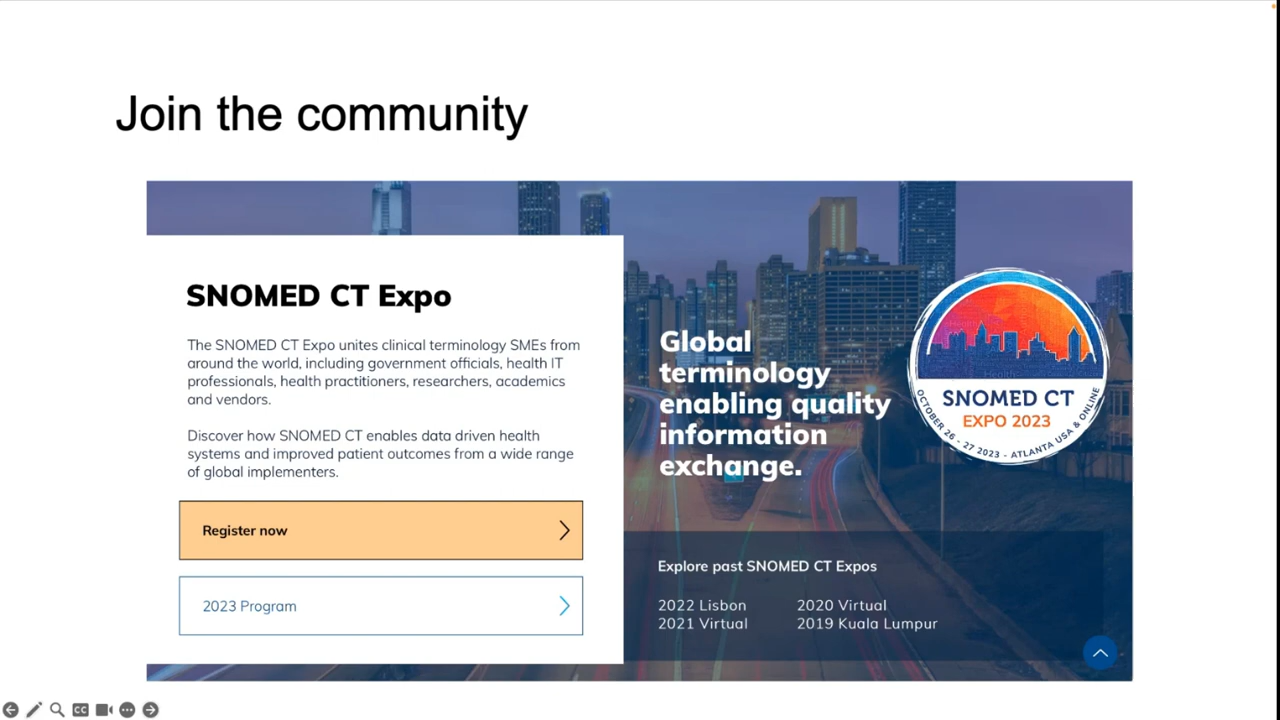 Join the community
SNOMED CT Expo
The SNOMED CT Expo unites clinical terminology SMEs from
around the world, including government officials, health IT
professionals, health practitioners, researchers, academics
and vendors.
Discover how SNOMED CT enables data driven health
systems and improved patient outcomes from a wide range
of global implementers.
Register now
2023 Program
Global
terminology
enabling quality
information
exchange.
Health
SNOMED CT
EXPO 2023
OCTOBER 26 - 27 2023 - ATLANTA USA & ONLINE
Explore past SNOMED CT Expos
2022 Lisbon 2020 Virtual
2021 Virtual 2019 Kuala Lumpur
CC